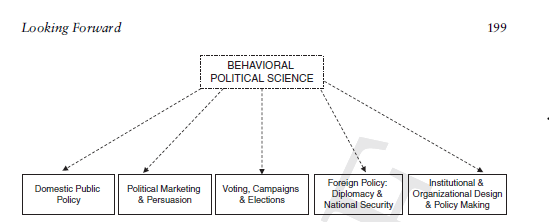 Looking Forward
199
BEHAVIORAL
POLITICAL SCIENCE
Domestic Public
Policy
Political Marketing
& Persuasion
Voting, Campaigns
& Elections
Foreign Policy:
Diplomacy &
National Security
Institutional &
Organizational Design
& Policy Making